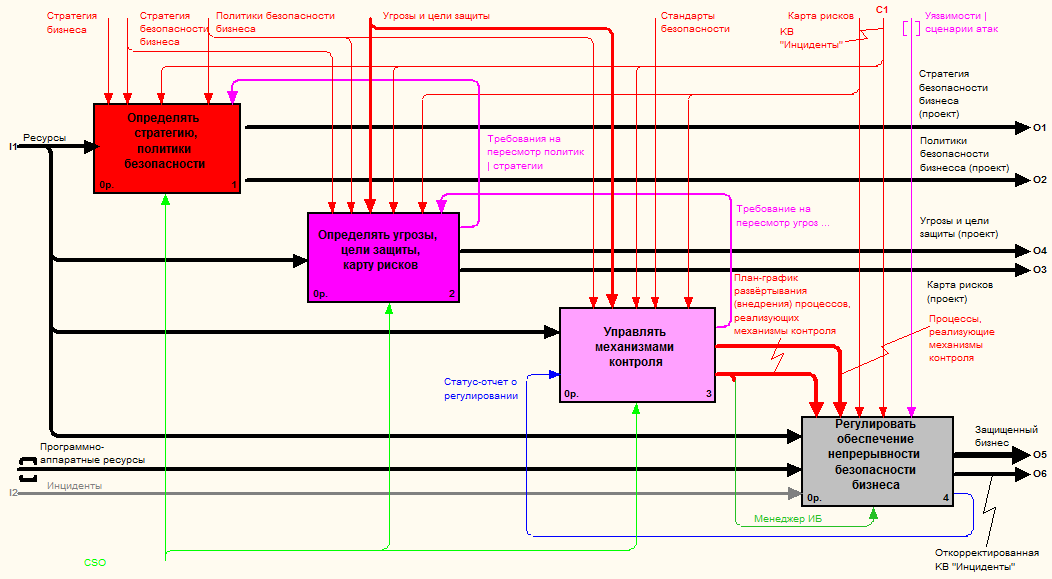 Стратегия
бизнеса
Стратегия
безопасности
бизнеса
Политики безопасности
бизнеса
Угрозы и цели защиты
Стандарты
безопасности
Карта рисков
КВ
"Инциденты"
C1
Уязвимости |
сценарии атак
Стратегия
безопасности
бизнеса
(проект)
O1
I1
Ресурсы
Определять
стратегию,
политики
безопасности
0р.
1
Требования на
пересмотр политик
| стратегии
Политики
безопасности
бизнесса (проект)
O2
Требование на
пересмотр угроз ...
Определять угрозы,
цели защиты,
карту рисков
0р.
2
Угрозы и цели
защиты (проект)
O4
O3
Карта рисков
(проект)
План-график
развёртывания
(внедрения) процессов,
реализующих
механизмы контроля
Процессы,
реализующие
механизмы
контроля
Управлять
механизмами
контроля
0р.
3
Статус-отчет о
регулировании
Регулировать
обеспечение
непрерывности
безопасности
бизнеса
0р.
4
Защищенный
бизнес
O5
O6
Программно-
аппаратные ресурсы
I2
Инциденты
Менеджер ИБ
CSO
Откорректированная
КВ "Инциденты"